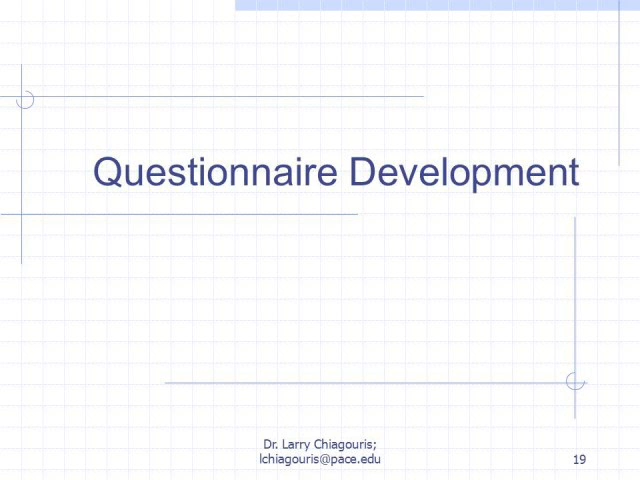 Questionnaire Development
Dr. Larry Chiagouris;
lchiagouris@pace.edu
19